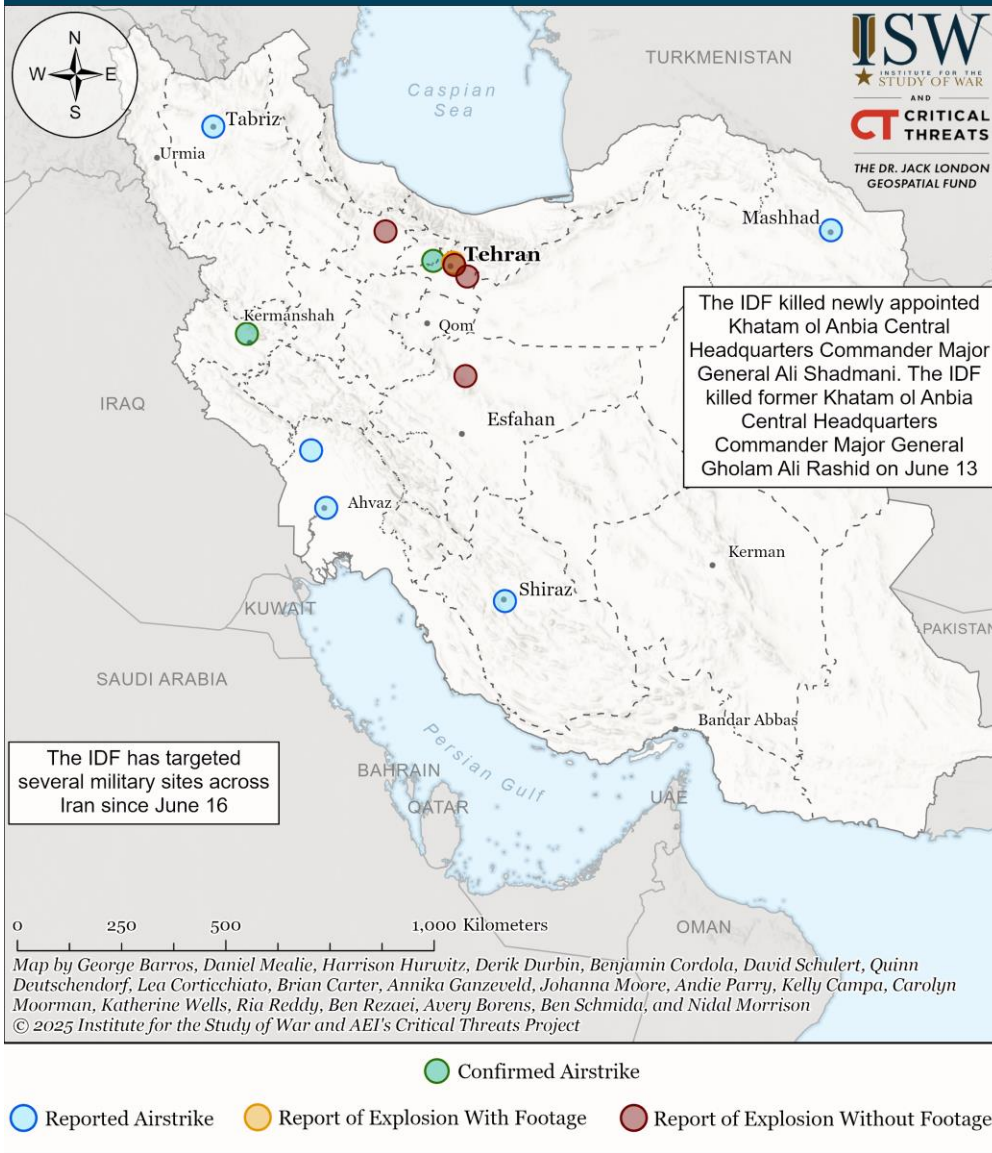 N
W E
S
ISW
INSTITUTE FOR THE
STUDY OF WAR
AND
CT CRITICAL
THREATS
THE DR. JACK LONDON
GEOSPATIAL FUND
TURKMENISTAN
Caspian
Sea
Tabriz
Urmia
Mashhad
Tehran
The IDF killed newly appointed
Khatam ol Anbia Central
Headquarters Commander Major
General Ali Shadmani. The IDF
killed former Khatam ol Anbia
Central Headquarters
Commander Major General
Gholam Ali Rashid on June 13
Kermanshah
Qom
IRAQ
Esfahan
Ahvaz
Kerman
Shiraz
KUWAIT
PAKISTAN
SAUDI ARABIA
Bandar Abbas
Persian Gulf
The IDF has targeted
several military sites across
Iran since June 16
BAHRAIN
QATAR
UAE
OMAN
0 250 500 1,000 Kilometers
Map by George Barros, Daniel Mealie, Harrison Hurwitz, Derik Durbin, Benjamin Cordola, David Schulert, Quinn
Deutschendorf, Lea Corticchiato, Brian Carter, Annika Ganzeveld, Johanna Moore, Andie Parry, Kelly Campa, Carolyn
Moorman, Katherine Wells, Ria Reddy, Ben Rezaei, Avery Borens, Ben Schmida, and Nidal Morrison
© 2025 Institute for the Study of War and AEI's Critical Threats Project
Confirmed Airstrike
Reported Airstrike Report of Explosion With Footage Report of Explosion Without Footage